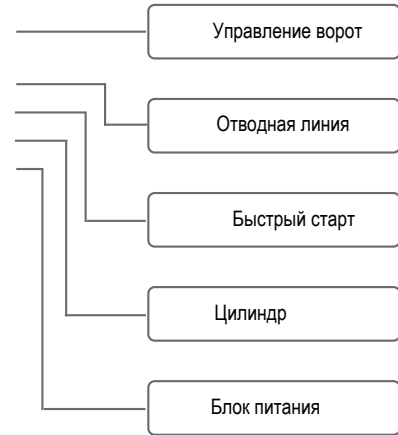 Управление ворот
Отводная линия
Быстрый старт
Цилиндр
Блок питания